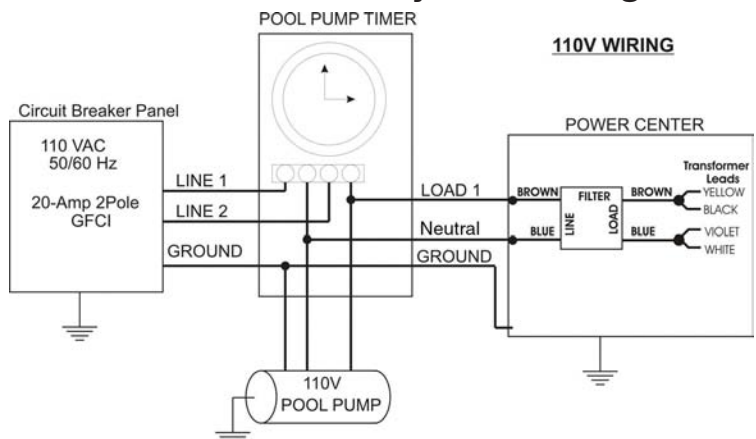 POOL PUMP TIMER
110V WIRING
Circuit Breaker Panel
110 VAC
50/60 Hz
20-Amp 2Pole
GFCI
LINE 1
LINE 2
GROUND
LOAD 1
Neutral
GROUND
POWER CENTER
BROWN
BLUE
LINE
FILTER
LOAD
BROWN
BLUE
Transformer
Leads
YELLOW
BLACK
VIOLET
WHITE
110V
POOL PUMP